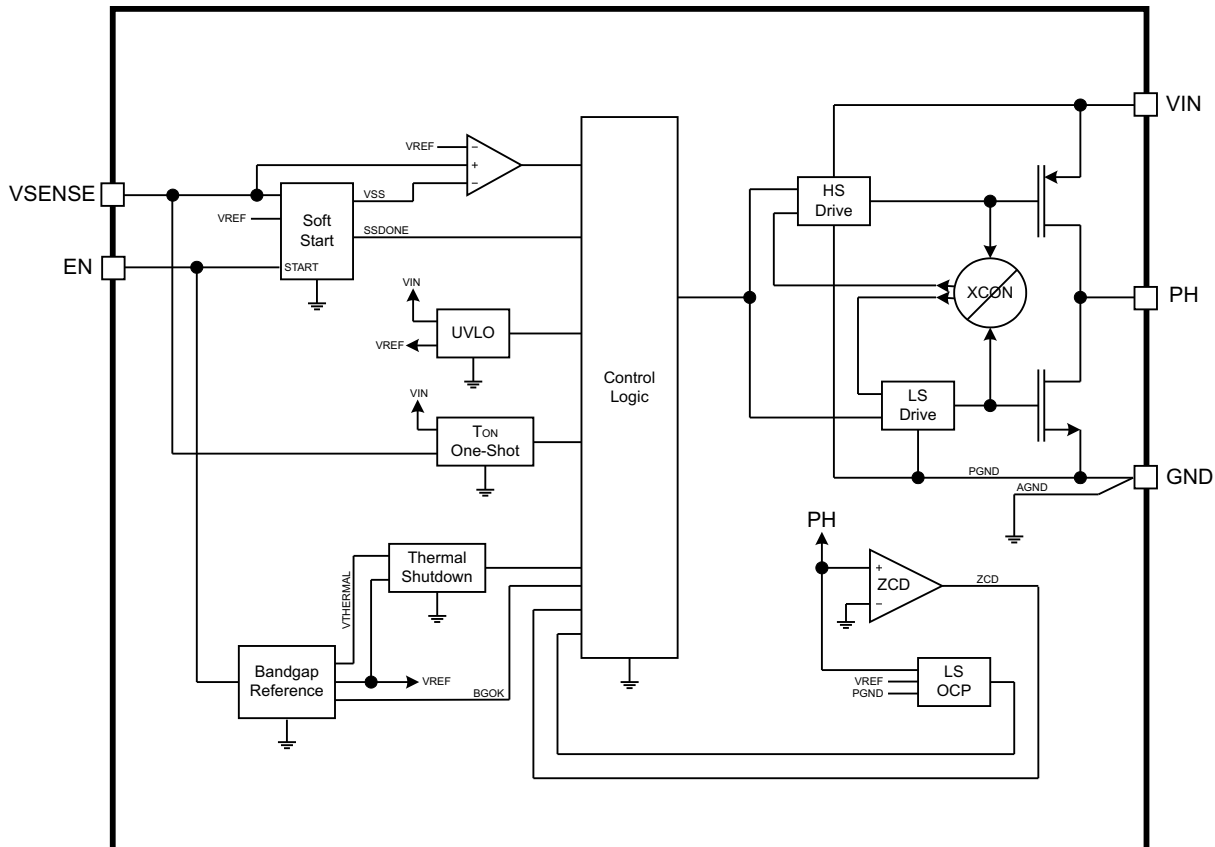 VIN
VREF
−
+
−
VSENSE
VSS
HS
Drive
VREF
Soft
Start
SSDONE
EN
START
VIN
XCON
PH
UVLO
VREF
Control
Logic
VIN
LS
Drive
TON
One-Shot
PGND
GND
AGND
PH
Thermal
Shutdown
+
ZCD
−
ZCD
VTHERMAL
Bandgap
Reference
VREF
BGOK
LS
OCP
VREF
PGND